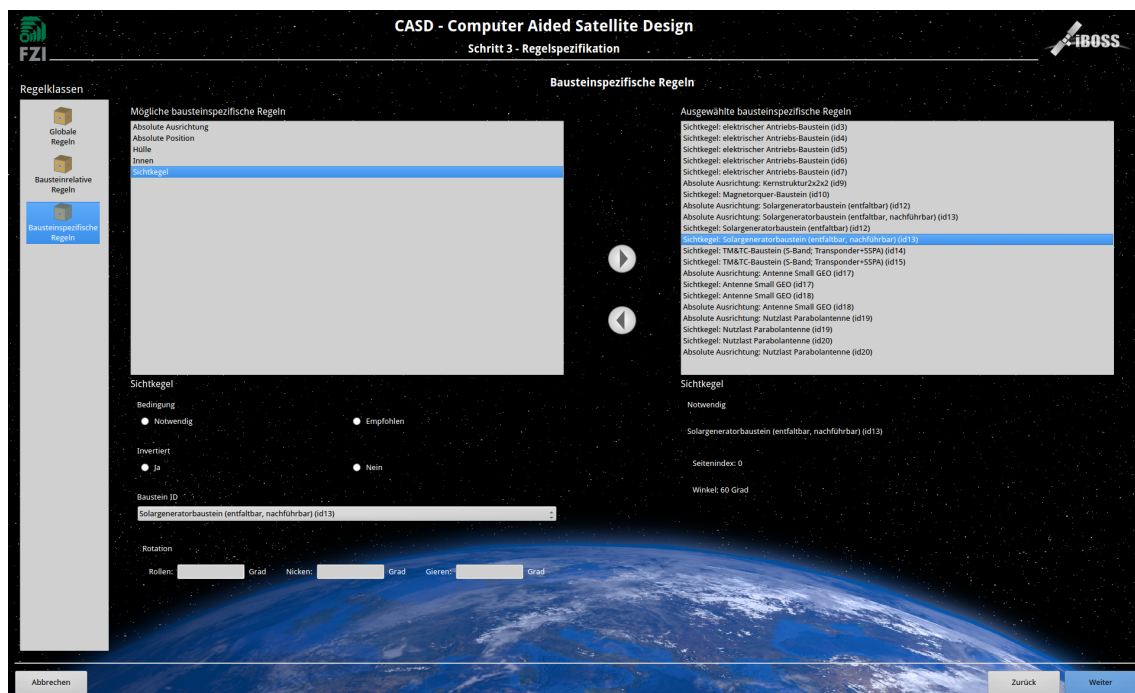 CASD - Computer Aided Satellite Design
Schritt 3 - Regelspezifikation
FZI
iBOSS
Bausteinspezifische Regeln
Regelklassen
Globale
Regeln
Bausteinrelative
Regeln
Bausteinspezifische
Regeln
Mögliche bausteinspezifische Regeln
Absolute Ausrichtung
Absolute Position
Hülle
Innen
Sichtkegel
Ausgewählte bausteinspezifische Regeln
Sichtkegel: elektrischer Antriebs-Baustein (id3)
Sichtkegel: elektrischer Antriebs-Baustein (id4)
Sichtkegel: elektrischer Antriebs-Baustein (id5)
Sichtkegel: elektrischer Antriebs-Baustein (id6)
Sichtkegel: elektrischer Antriebs-Baustein (id7)
Absolute Ausrichtung: Kernstruktur2x2x2 (id9)
Sichtkegel: Magnetorquer-Baustein (id10)
Absolute Ausrichtung: Solargeneratorbaustein (entfaltbar) (id12)
Absolute Ausrichtung: Solargeneratorbaustein (entfaltbar, nachführbar) (id13)
Sichtkegel: Solargeneratorbaustein (entfaltbar) (id12)
Sichtkegel: Solargeneratorbaustein (entfaltbar, nachführbar) (id13)
Sichtkegel: TM&TC-Baustein (S-Band; Transponder+SSPA) (id14)
Sichtkegel: TM&TC-Baustein (S-Band; Transponder+SSPA) (id15)
Absolute Ausrichtung: Antenne Small GEO (id17)
Sichtkegel: Antenne Small GEO (id17)
Sichtkegel: Antenne Small GEO (id18)
Absolute Ausrichtung: Antenne Small GEO (id18)
Absolute Ausrichtung: Nutzlast Parabolantenne (id19)
Sichtkegel: Nutzlast Parabolantenne (id19)
Sichtkegel: Nutzlast Parabolantenne (id20)
Absolute Ausrichtung: Nutzlast Parabolantenne (id20)
Sichtkegel
Bedingung
Notwendig Empfohlen
Invertiert
Ja Nein
Baustein ID
Solargeneratorbaustein (entfaltbar, nachführbar) (id13)
Rotation
Rollen: Grad Nicken: Grad Gieren: Grad
Sichtkegel
Notwendig
Solargeneratorbaustein (entfaltbar, nachführbar) (id13)
Seitenindex: 0
Winkel: 60 Grad
Abbrechen Zurück Weiter